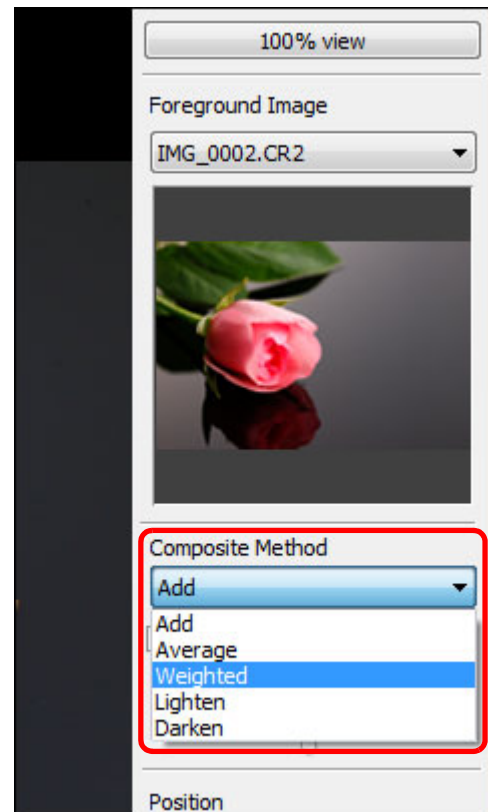 100% view
Foreground Image
IMG_0002.CR2
Composite Method
Add
Add
Average
Weighted
Lighten
Darken
Position